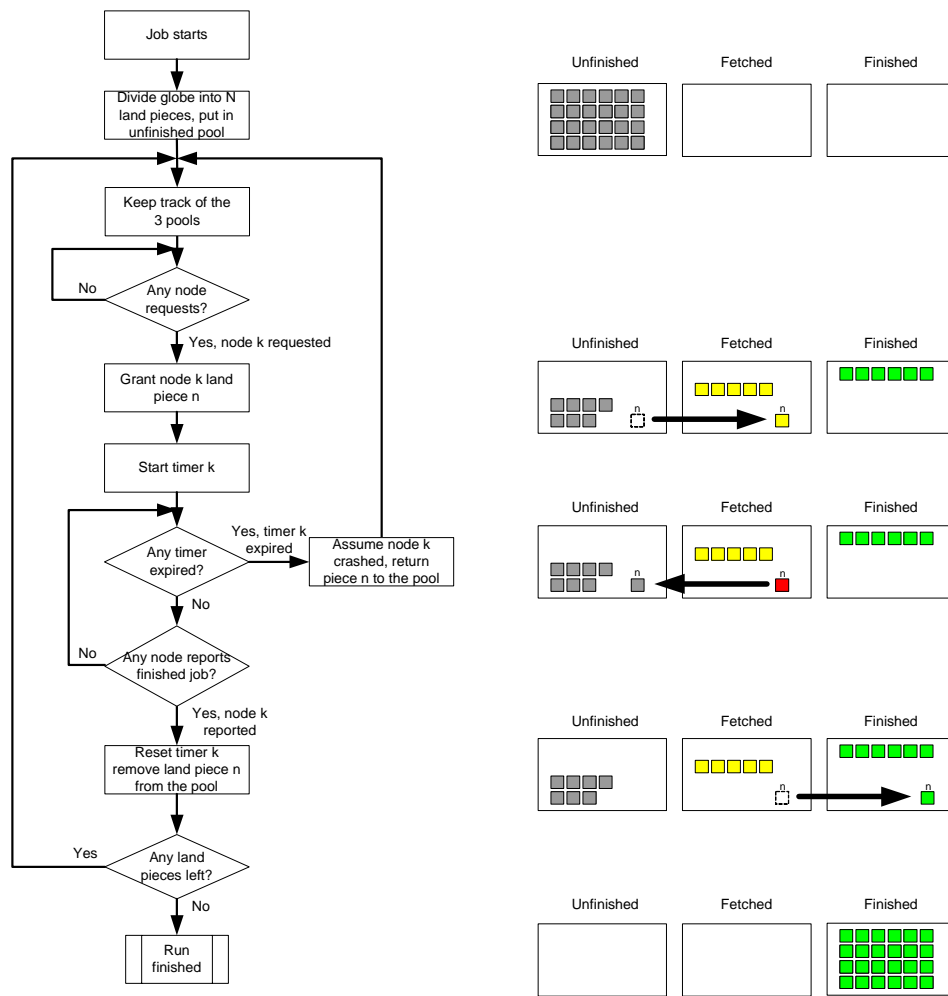 Job starts
Divide globe into N
land pieces, put in
unfinished pool
Keep track of the
3 pools
Any node
requests?
No
Yes, node k requested
Grant node k land
piece n
Start timer k
Any timer
expired?
Yes, timer k
expired
Assume node k
crashed, return
piece n to the pool
No
Any node reports
finished job?
No
Yes, node k
reported
Reset timer k
remove land piece n
from the pool
Any land
pieces left?
Yes
No
Run
finished
Unfinished Fetched Finished
Unfinished Fetched Finished
n n
Unfinished Fetched Finished
n n
Unfinished Fetched Finished
n n
Unfinished Fetched Finished